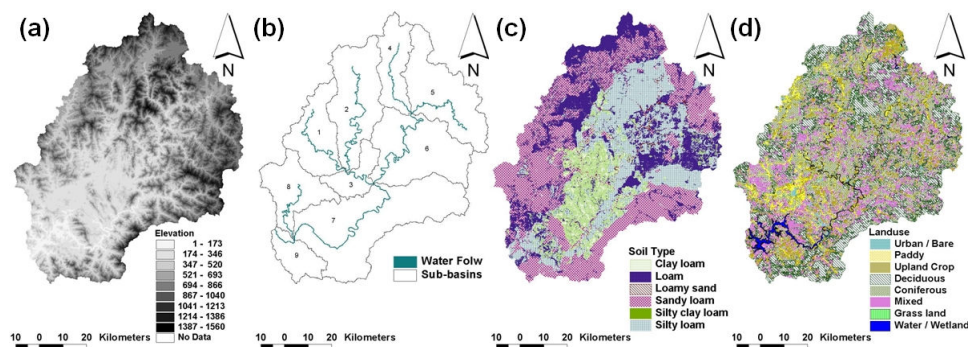 (a)
N
Elevation
1 - 173
174 - 346
347 - 520
521 - 693
694 - 866
867 - 1040
1041 - 1213
1214 - 1386
1387 - 1560
No Data
10 0 10 20 Kilometers
(b)
N
4
5
2
1
6
3
8
7
9
Water Folw
Sub-basins
10 0 10 20 Kilometers
(c)
N
Soil Type
Clay loam
Loam
Loamy sand
Sandy loam
Silty clay loam
Silty loam
10 0 10 20 Kilometers
(d)
N
Landuse
Urban / Bare
Paddy
Upland Crop
Deciduous
Coniferous
Mixed
Grass land
Water / Wetland
10 0 10 20 Kilometers